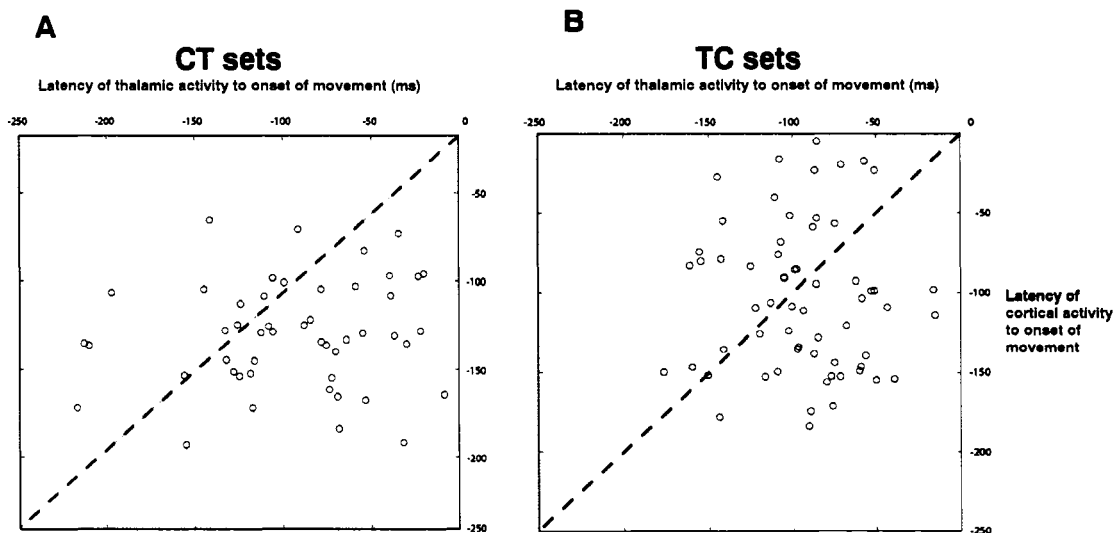 A
CT sets
Latency of thalamic activity to onset of movement (ms)
-250 -200 -150 -100 -50 0
-50
-100
-150
-200
-250
B
TC sets
Latency of thalamic activity to onset of movement (ms)
-250 -200 -150 -100 -50 0
-50
-100
-150
-200
-250
Latency of
cortical activity
to onset of
movement